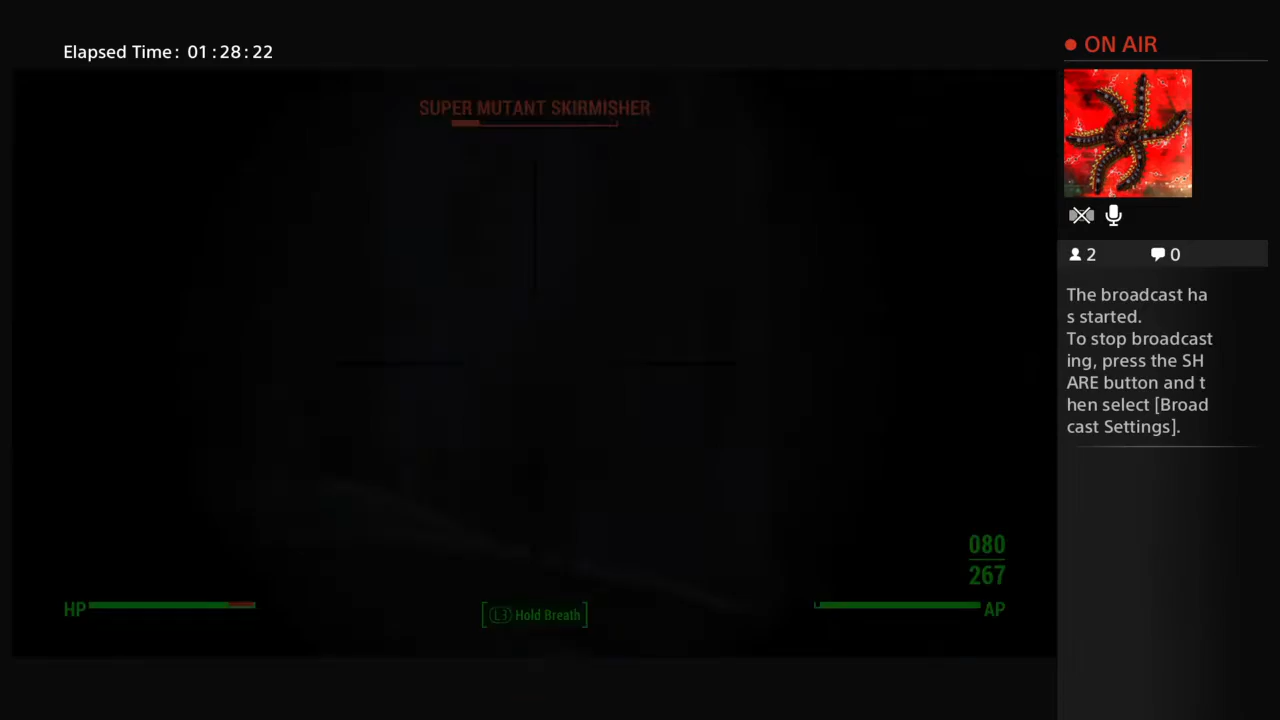 Elapsed Time: 01:28:22
ON AIR
SUPER MUTANT SKIRMISHER
2
0
The broadcast ha
s started.
To stop broadcast
ing, press the SH
ARE button and t
hen select [Broad
cast Settings].
080
267
HP
[L3 Hold Breath]
AP